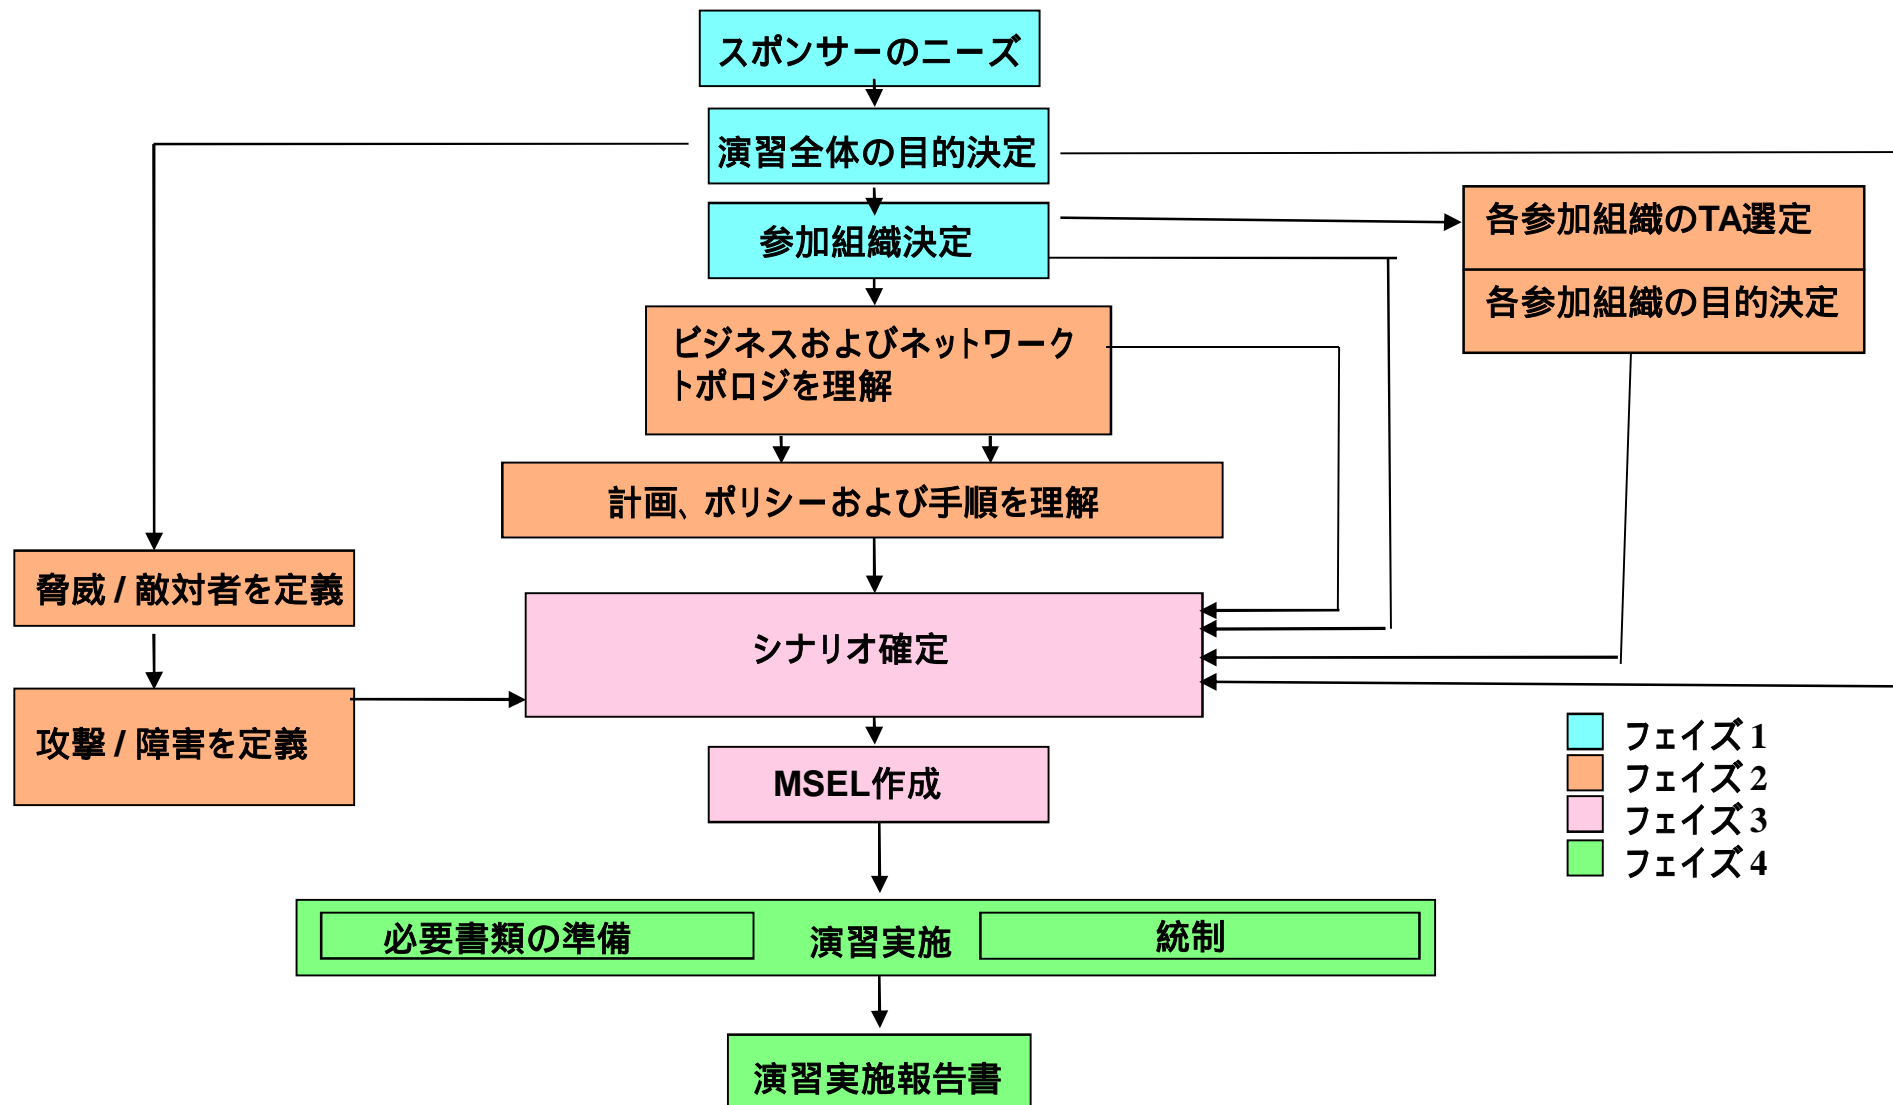 スポンサーのニーズ
演習全体の目的決定
参加組織決定
各参加組織のTA選定
各参加組織の目的決定
ビジネスおよびネットワーク
トポロジを理解
計画、ポリシーおよび手順を理解
脅威 / 敵対者を定義
シナリオ確定
攻撃 / 障害を定義
MSEL作成
フェイズ 1
フェイズ 2
フェイズ 3
フェイズ 4
必要書類の準備
演習実施
統制
演習実施報告書